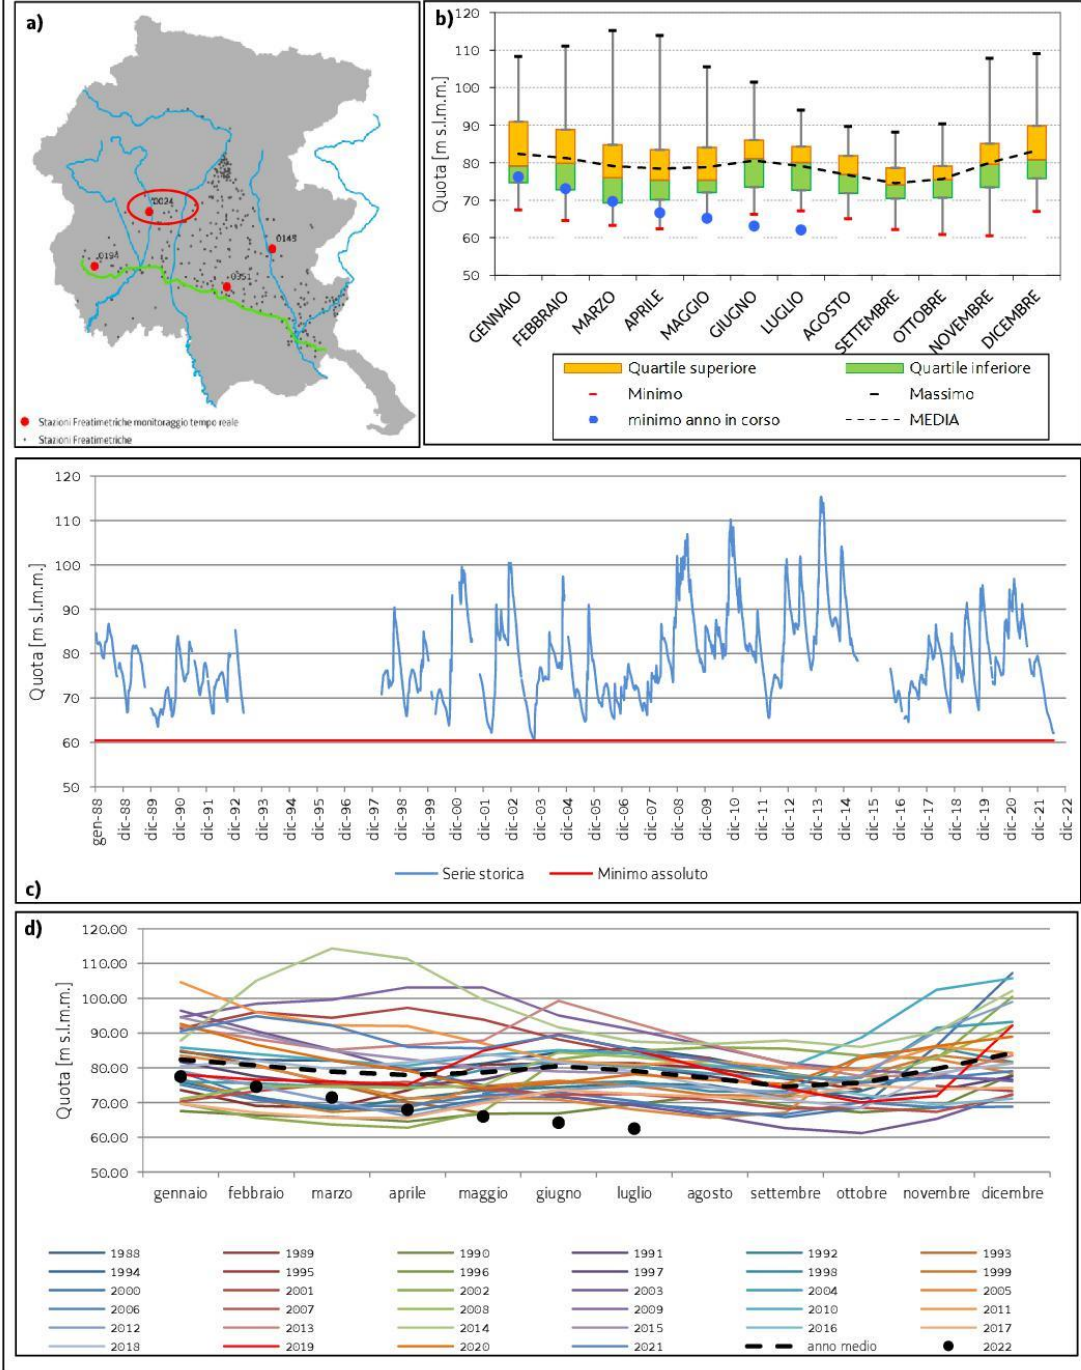 a)
0024
0148
0194
0351
Stazioni Freatimetriche monitoraggio tempo reale
Stazioni Freatimetriche
b)
Quota [m s.l.m.m.]
120
110
100
90
80
70
60
50
GENNAIO
FEBBRAIO
MARZO
APRILE
MAGGIO
GIUGNO
LUGLIO
AGOSTO
SETTEMBRE
OTTOBRE
NOVEMBRE
DICEMBRE
Quartile superiore Quartile inferiore
Minimo Massimo
minimo anno in corso MEDIA
Quota [m s.l.m.m.]
120
110
100
90
80
70
60
50
gen-88
dic-88
dic-89
dic-90
dic-91
dic-92
dic-93
dic-94
dic-95
dic-96
dic-97
dic-98
dic-99
dic-00
dic-01
dic-02
dic-03
dic-04
dic-05
dic-06
dic-07
dic-08
dic-09
dic-10
dic-11
dic-12
dic-13
dic-14
dic-15
dic-16
dic-17
dic-18
dic-19
dic-20
dic-21
dic-22
Serie storica Minimo assoluto
c)
d)
Quota [m s.l.m.m.]
120.00
110.00
100.00
90.00
80.00
70.00
60.00
50.00
gennaio febbraio marzo aprile maggio giugno luglio agosto settembre ottobre novembre dicembre
1988 1989 1990 1991 1992 1993
1994 1995 1996 1997 1998 1999
2000 2001 2002 2003 2004 2005
2006 2007 2008 2009 2010 2011
2012 2013 2014 2015 2016 2017
2018 2019 2020 2021 anno medio 2022